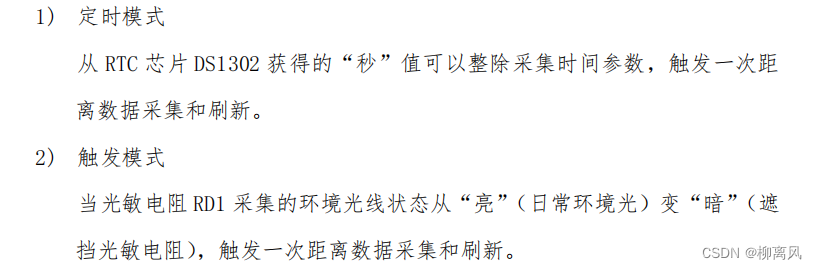 1) 定时模式
从 RTC 芯片 DS1302 获得的“秒”值可以整除采集时间参数，触发一次距
离数据采集和刷新。
2) 触发模式
当光敏电阻 RD1 采集的环境光线状态从“亮”（日常环境光）变“暗”（遮
挡光敏电阻），触发一次距离数据采集和刷新。
CSDN @柳离风